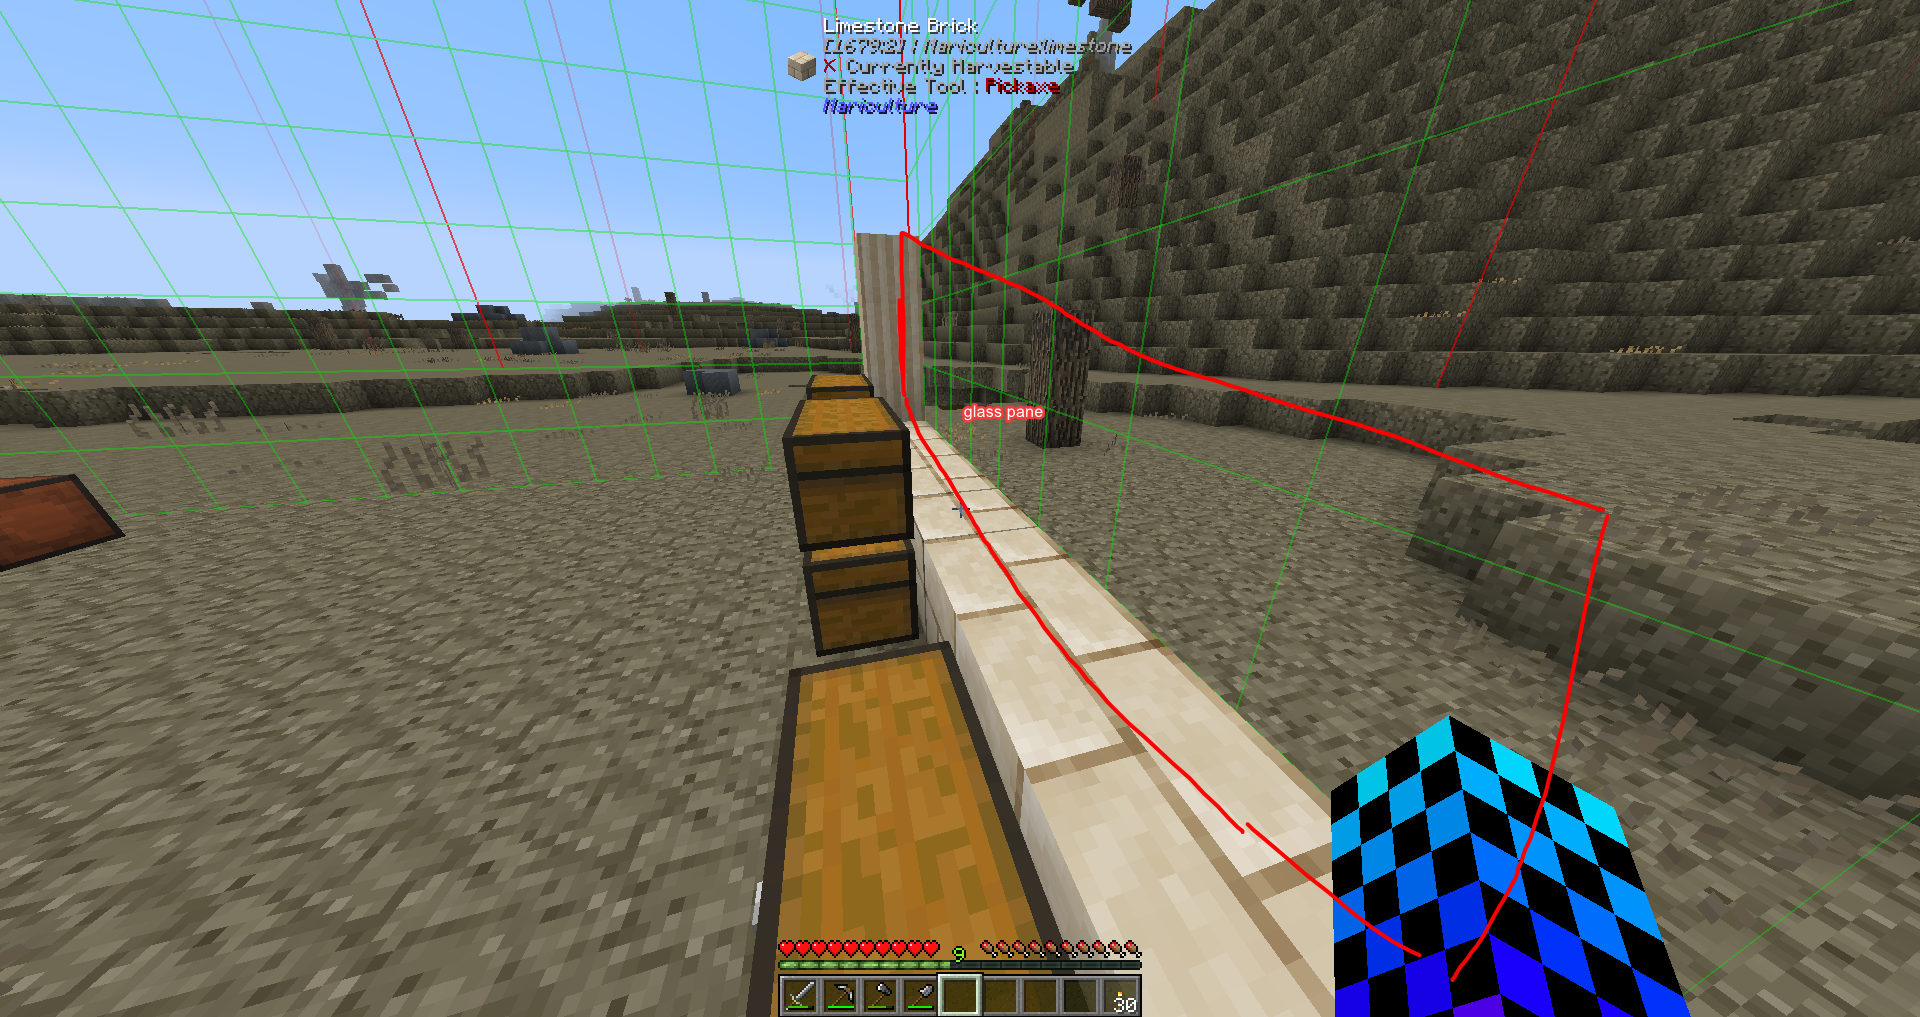 Limestone Brick
[1679:2] | Mariculture:limestone
✕ Currently Harvestable
Effective Tool : Pickaxe
Mariculture
glass pane
9
30